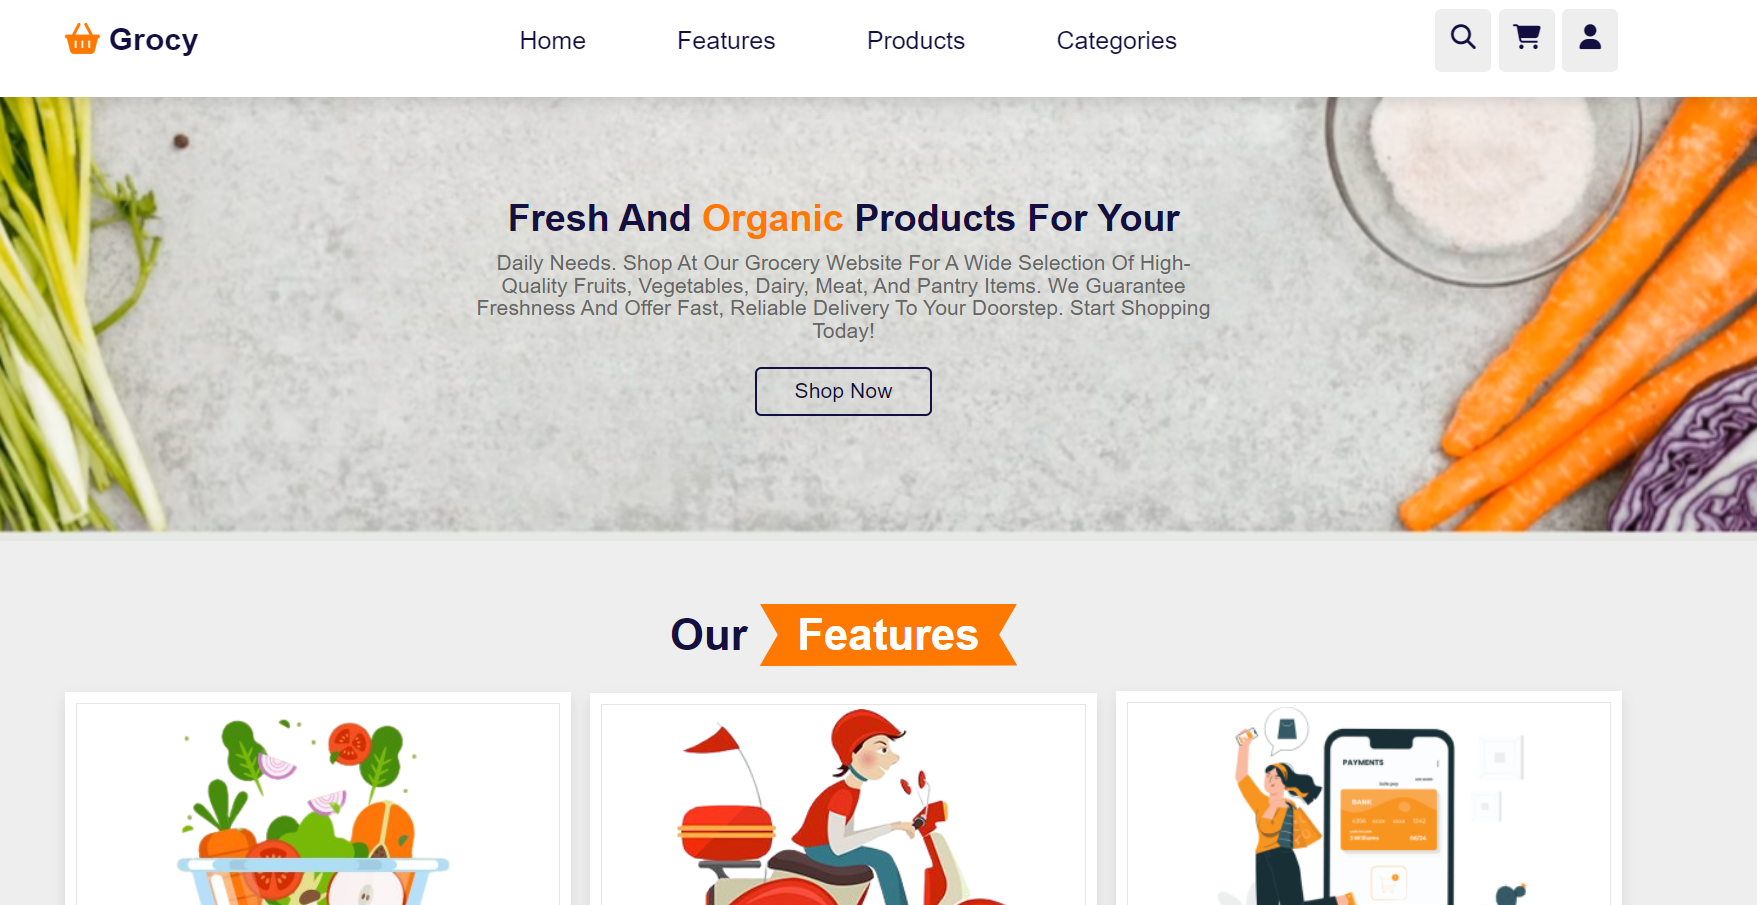 Grocy
Home Features Products Categories
Fresh And Organic Products For Your
Daily Needs. Shop At Our Grocery Website For A Wide Selection Of High-
Quality Fruits, Vegetables, Dairy, Meat, And Pantry Items. We Guarantee
Freshness And Offer Fast, Reliable Delivery To Your Doorstep. Start Shopping
Today!
Shop Now
Our Features
PAYMENTS
BANK